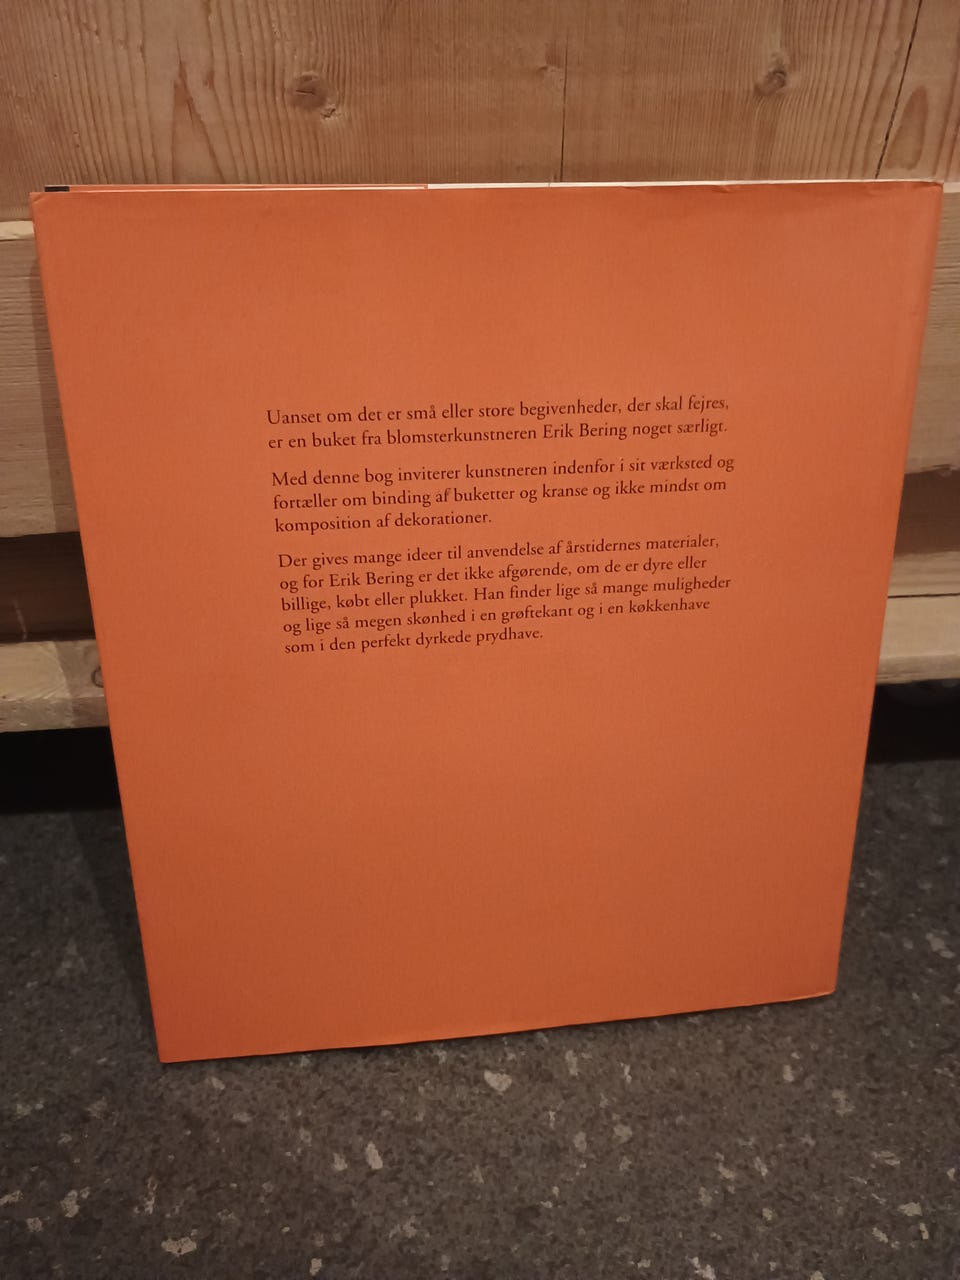 Uanset om det er små eller store begivenheder, der skal fejres,
er en buket fra blomsterkunstneren Erik Bering noget særligt.
Med denne bog inviterer kunstneren indenfor i sit værksted og
fortæller om binding af buketter og kranse og ikke mindst om
komposition af dekorationer.
Der gives mange ideer til anvendelse af årstidernes materialer,
og for Erik Bering er det ikke afgørende, om de er dyre eller
billige, købt eller plukket. Han finder lige så mange muligheder
og lige så megen skønhed i en grøftekant og i en køkkenhave
som i den perfekt dyrkede prydhave.